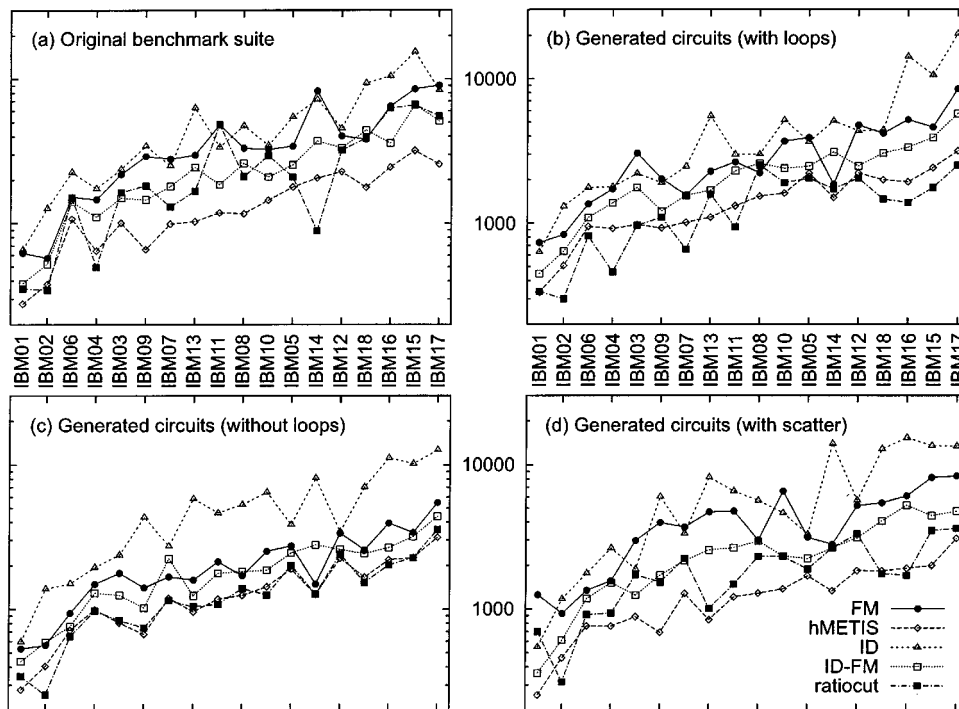 (a) Original benchmark suite
(b) Generated circuits (with loops)
10000
1000
IBM01
IBM02
IBM06
IBM04
IBM03
IBM09
IBM07
IBM13
IBM11
IBM08
IBM10
IBM05
IBM14
IBM12
IBM18
IBM16
IBM15
IBM17
IBM01
IBM02
IBM06
IBM04
IBM03
IBM09
IBM07
IBM13
IBM11
IBM08
IBM10
IBM05
IBM14
IBM12
IBM18
IBM16
IBM15
IBM17
(c) Generated circuits (without loops)
(d) Generated circuits (with scatter)
10000
1000
FM
hMETIS
ID
ID-FM
ratiocut